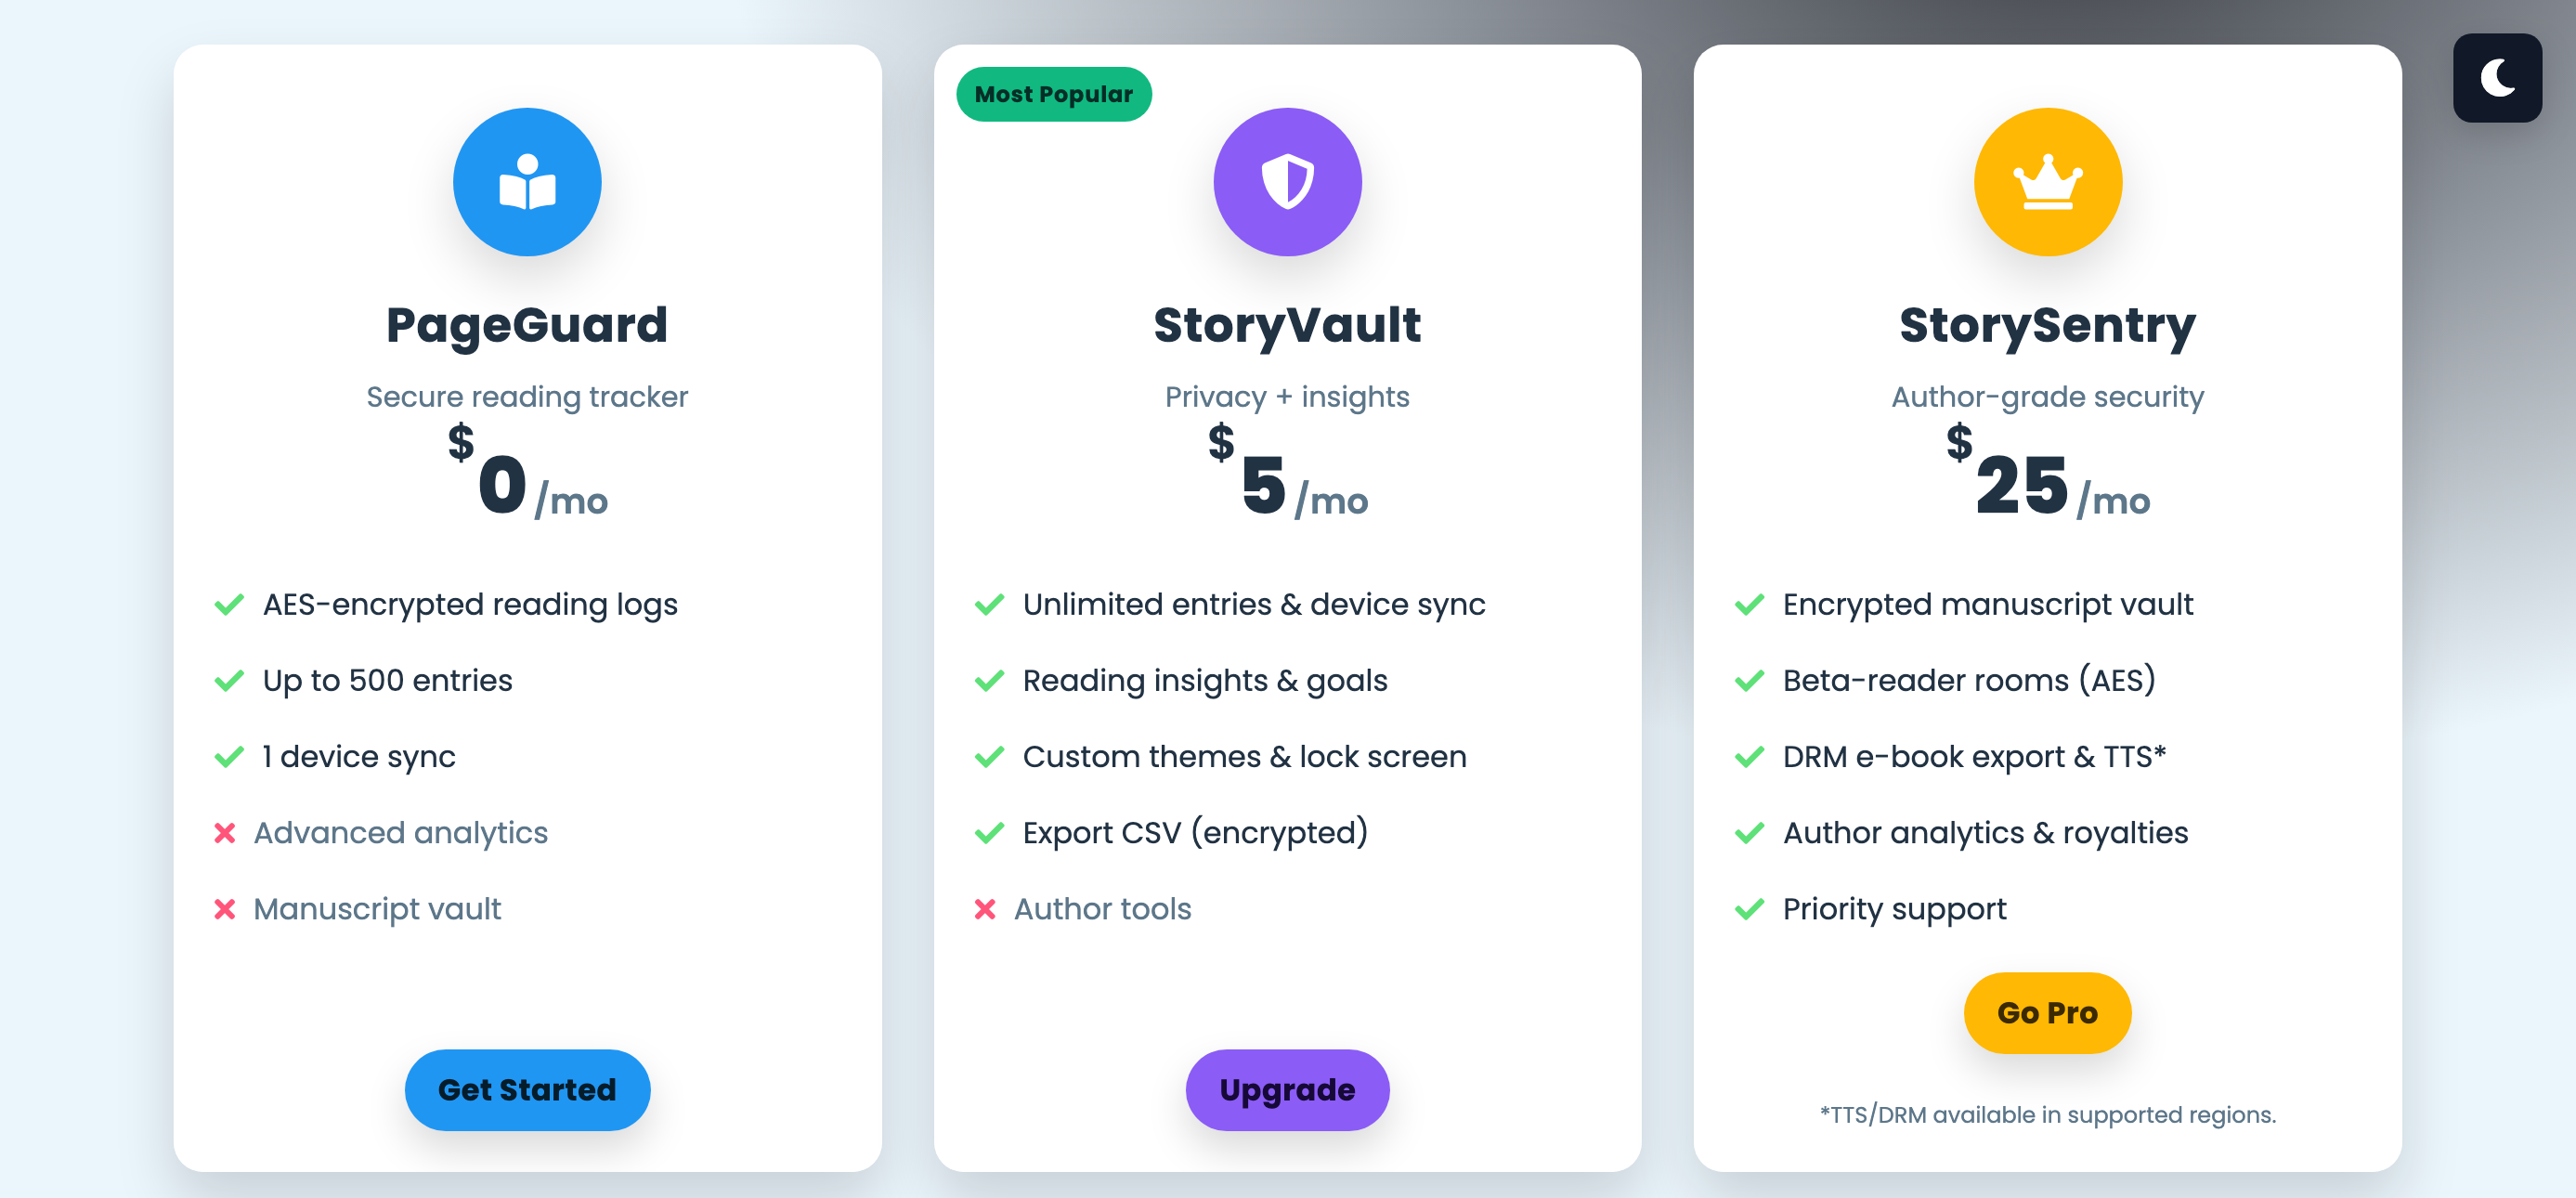 PageGuard
Secure reading tracker
$0/mo
AES-encrypted reading logs
Up to 500 entries
1 device sync
Advanced analytics
Manuscript vault
Get Started
Most Popular
StoryVault
Privacy + insights
$5/mo
Unlimited entries & device sync
Reading insights & goals
Custom themes & lock screen
Export CSV (encrypted)
Author tools
Upgrade
StorySentry
Author-grade security
$25/mo
Encrypted manuscript vault
Beta-reader rooms (AES)
DRM e-book export & TTS*
Author analytics & royalties
Priority support
Go Pro
*TTS/DRM available in supported regions.